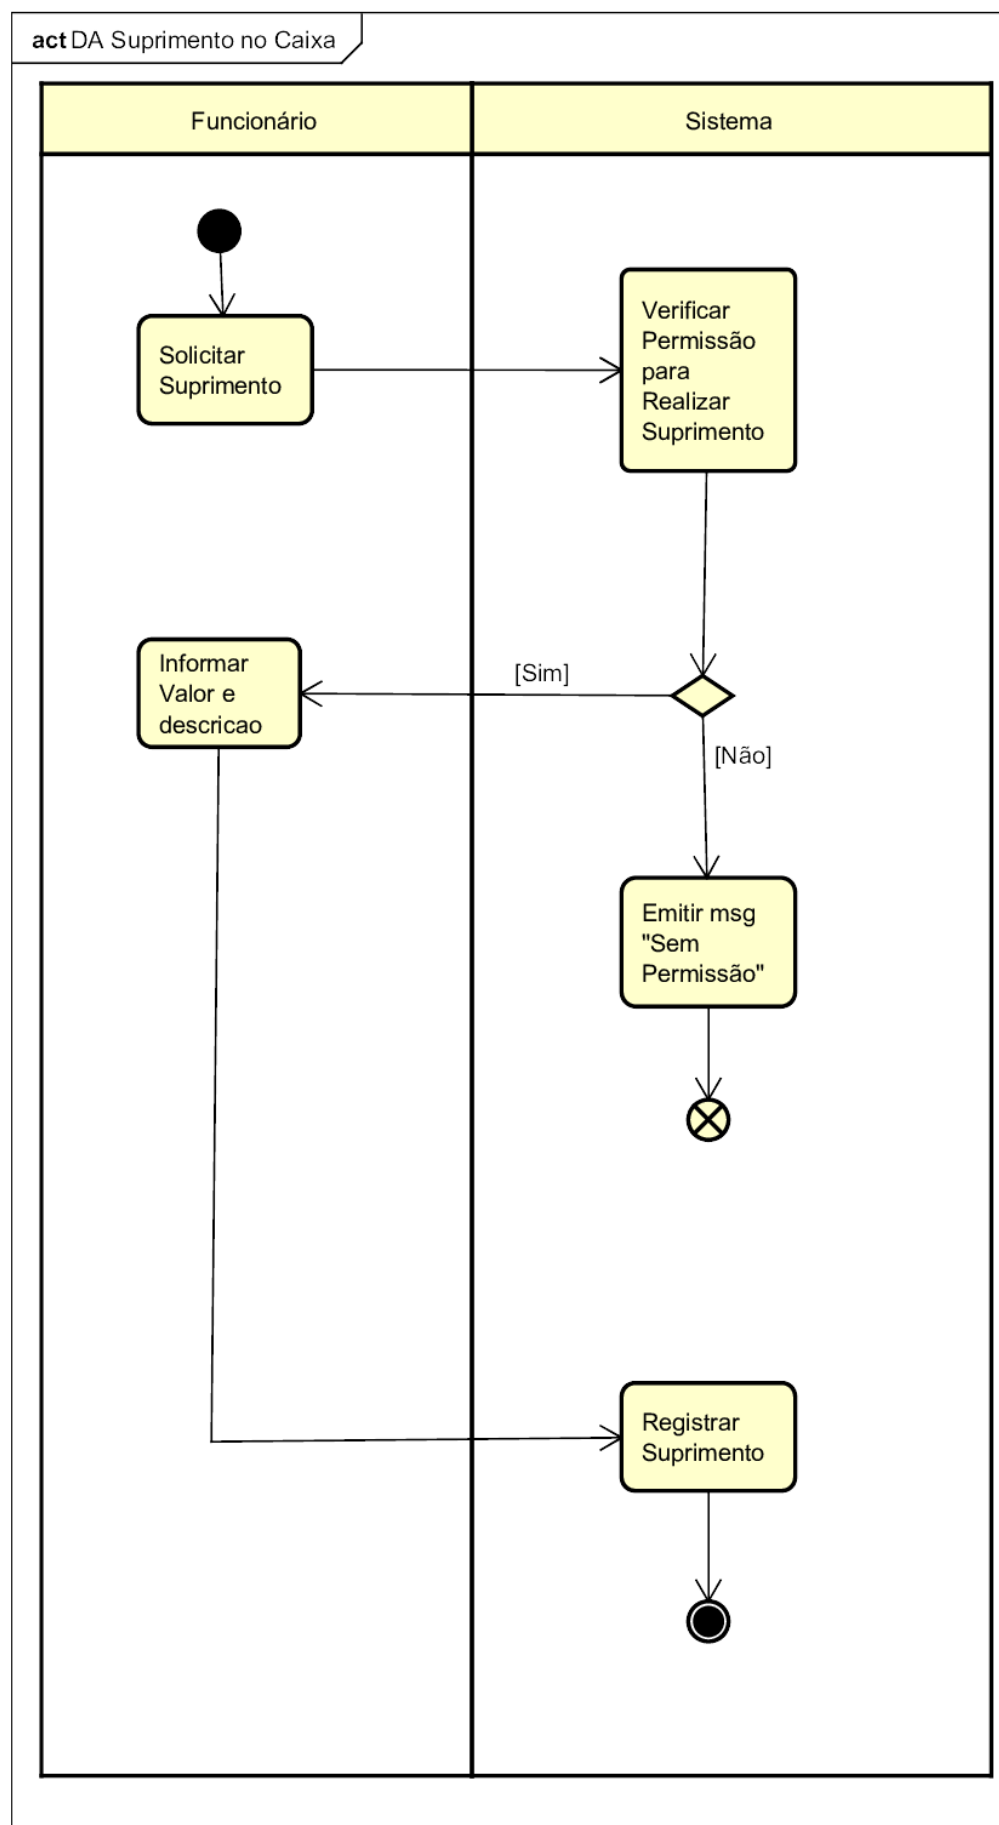 act DA Suprimento no Caixa
Funcionário
Sistema
Solicitar
Suprimento
Verificar
Permissão
para
Realizar
Suprimento
[Sim]
Informar
Valor e
descricao
[Não]
Emitir msg
"Sem
Permissão"
Registrar
Suprimento